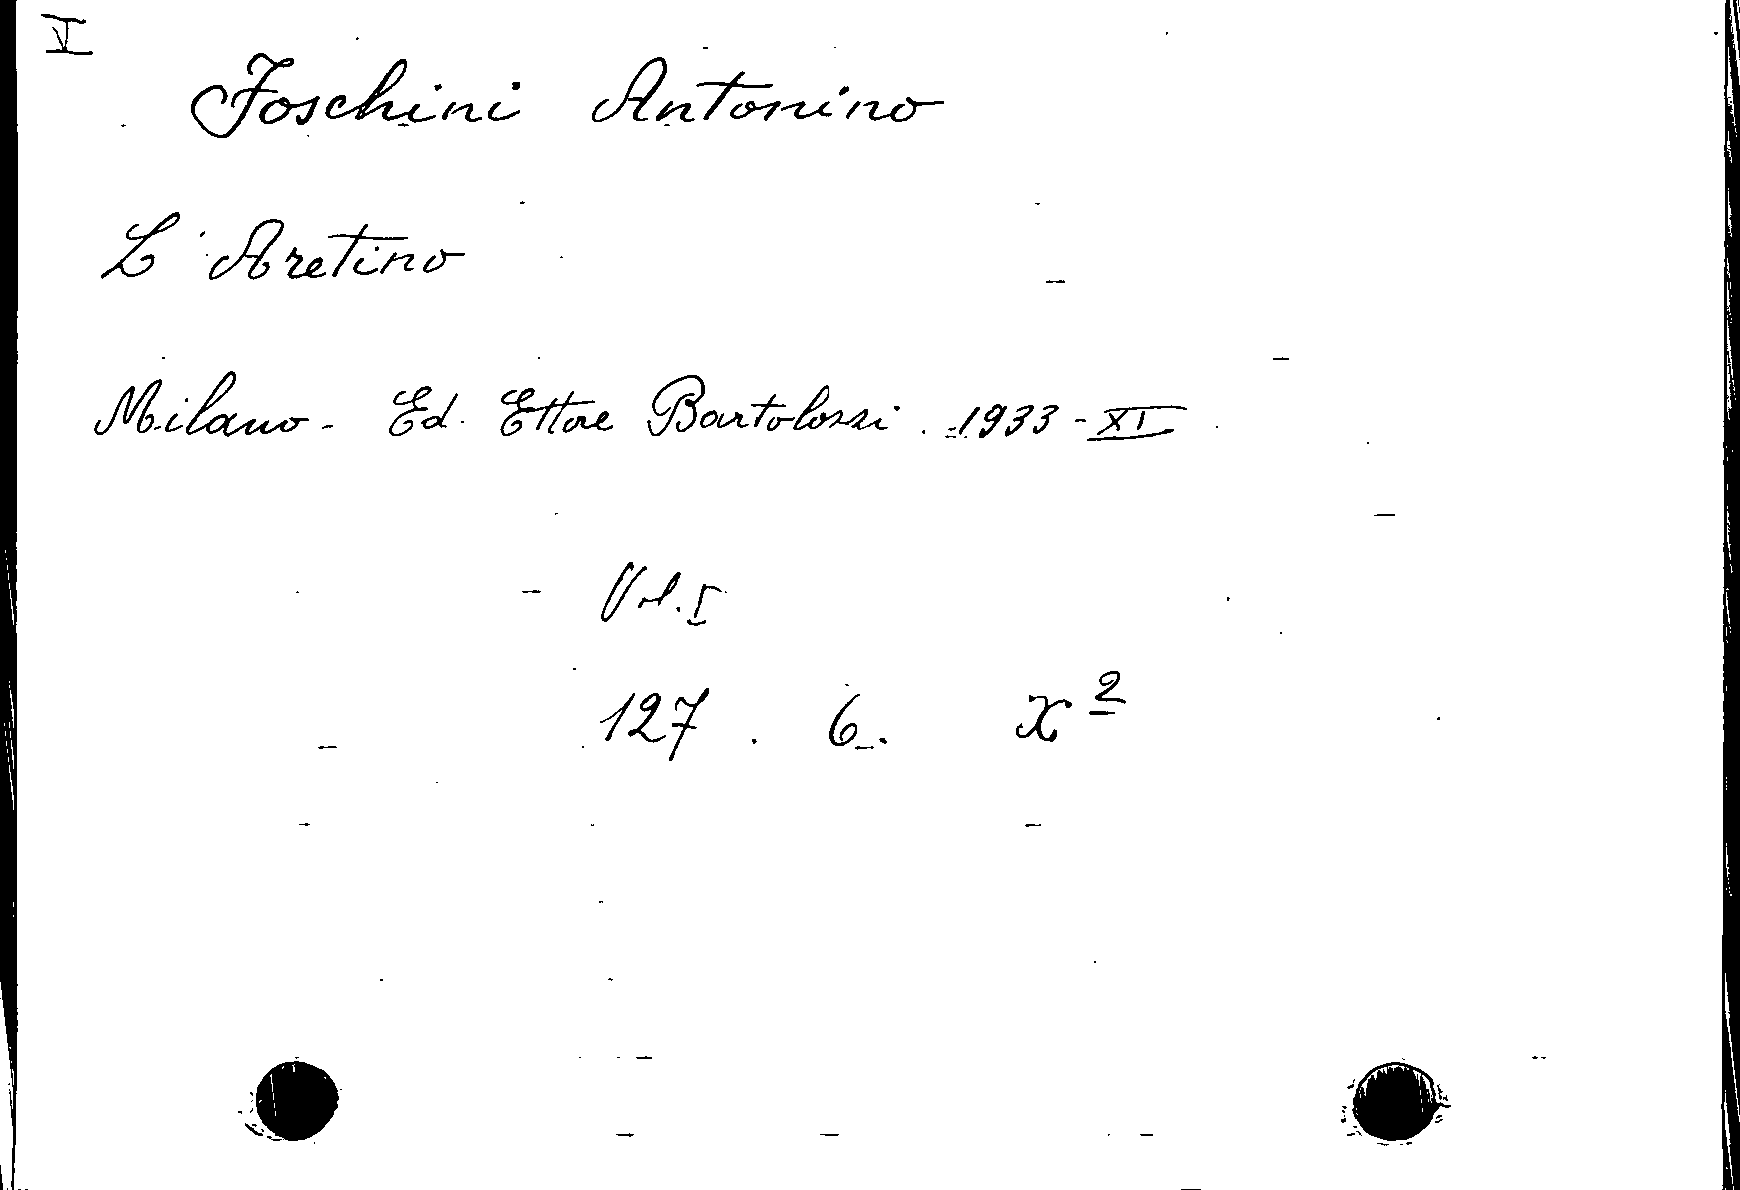 V
Foschini Antonino
L'Aretino
Milano - Ed. Ettore Bartolozzi. 1933 - XI
Vol. I
127 . 6. X 2